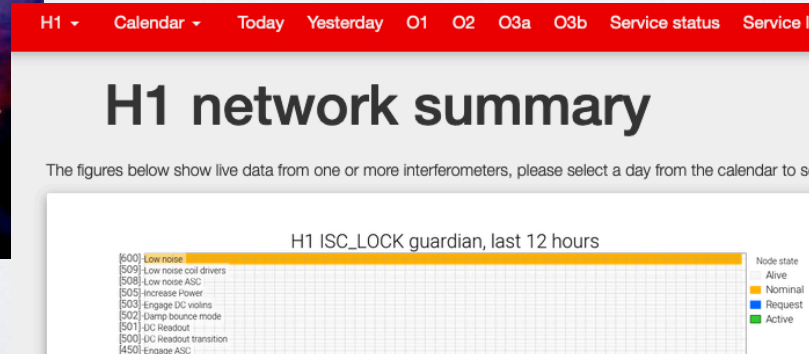 H1 Calendar Today Yesterday O1 O2 O3a O3b Service status Service
H1 network summary
The figures below show live data from one or more interferometers, please select a day from the calendar to
H1 ISC_LOCK guardian, last 12 hours
[600] Low noise
[509] Low noise coil drivers
[508] Low noise ASC
[505] Increase Power
[503] Engage DC violins
[502] Damp bounce mode
[501] DC Readout
[500] DC Readout transition
[450] Engage ASC
Node state
Alive
Nominal
Request
Active